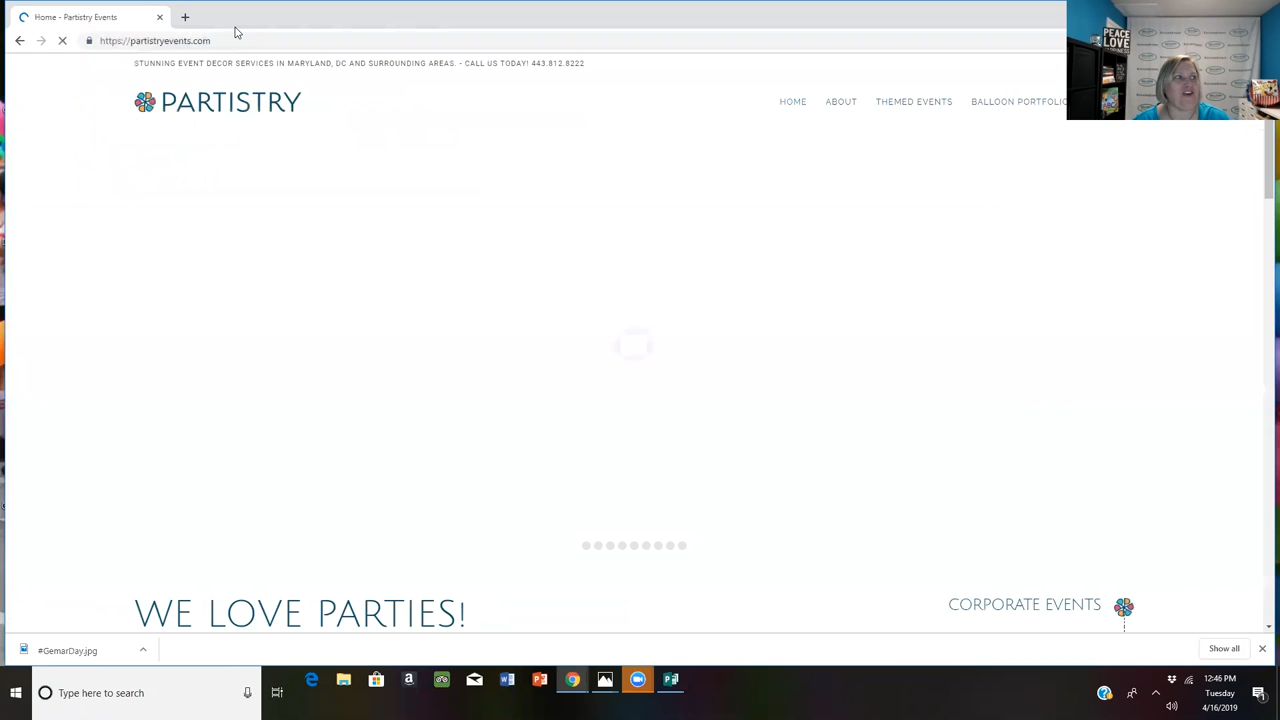 Home - Partistry Events
https://partistryevents.com
STUNNING EVENT DECOR SERVICES IN MARYLAND, DC AND SURROUNDING AREAS. - CALL US TODAY! 443.812.8222
PARTISTRY
HOME ABOUT THEMED EVENTS BALLOON PORTFOLIO
PEACE
LOVE
WE LOVE PARTIES!
CORPORATE EVENTS
#GemarDay.jpg
Show all
Type here to search
12:46 PM
Tuesday
4/16/2019